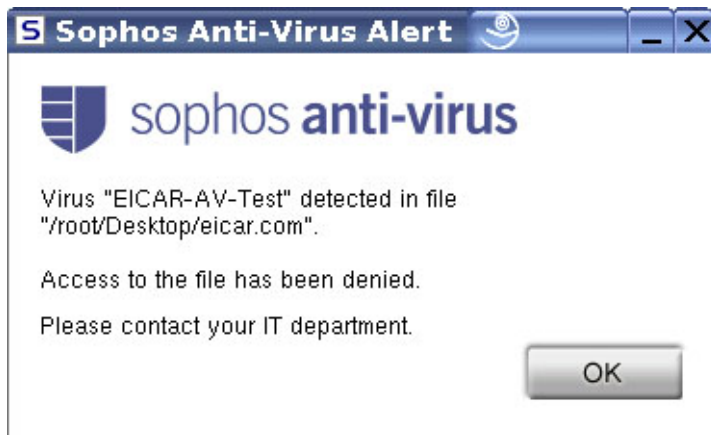 S Sophos Anti-Virus Alert
sophos anti-virus
Virus "EICAR-AV-Test" detected in file
"/root/Desktop/eicar.com".
Access to the file has been denied.
Please contact your IT department.
OK